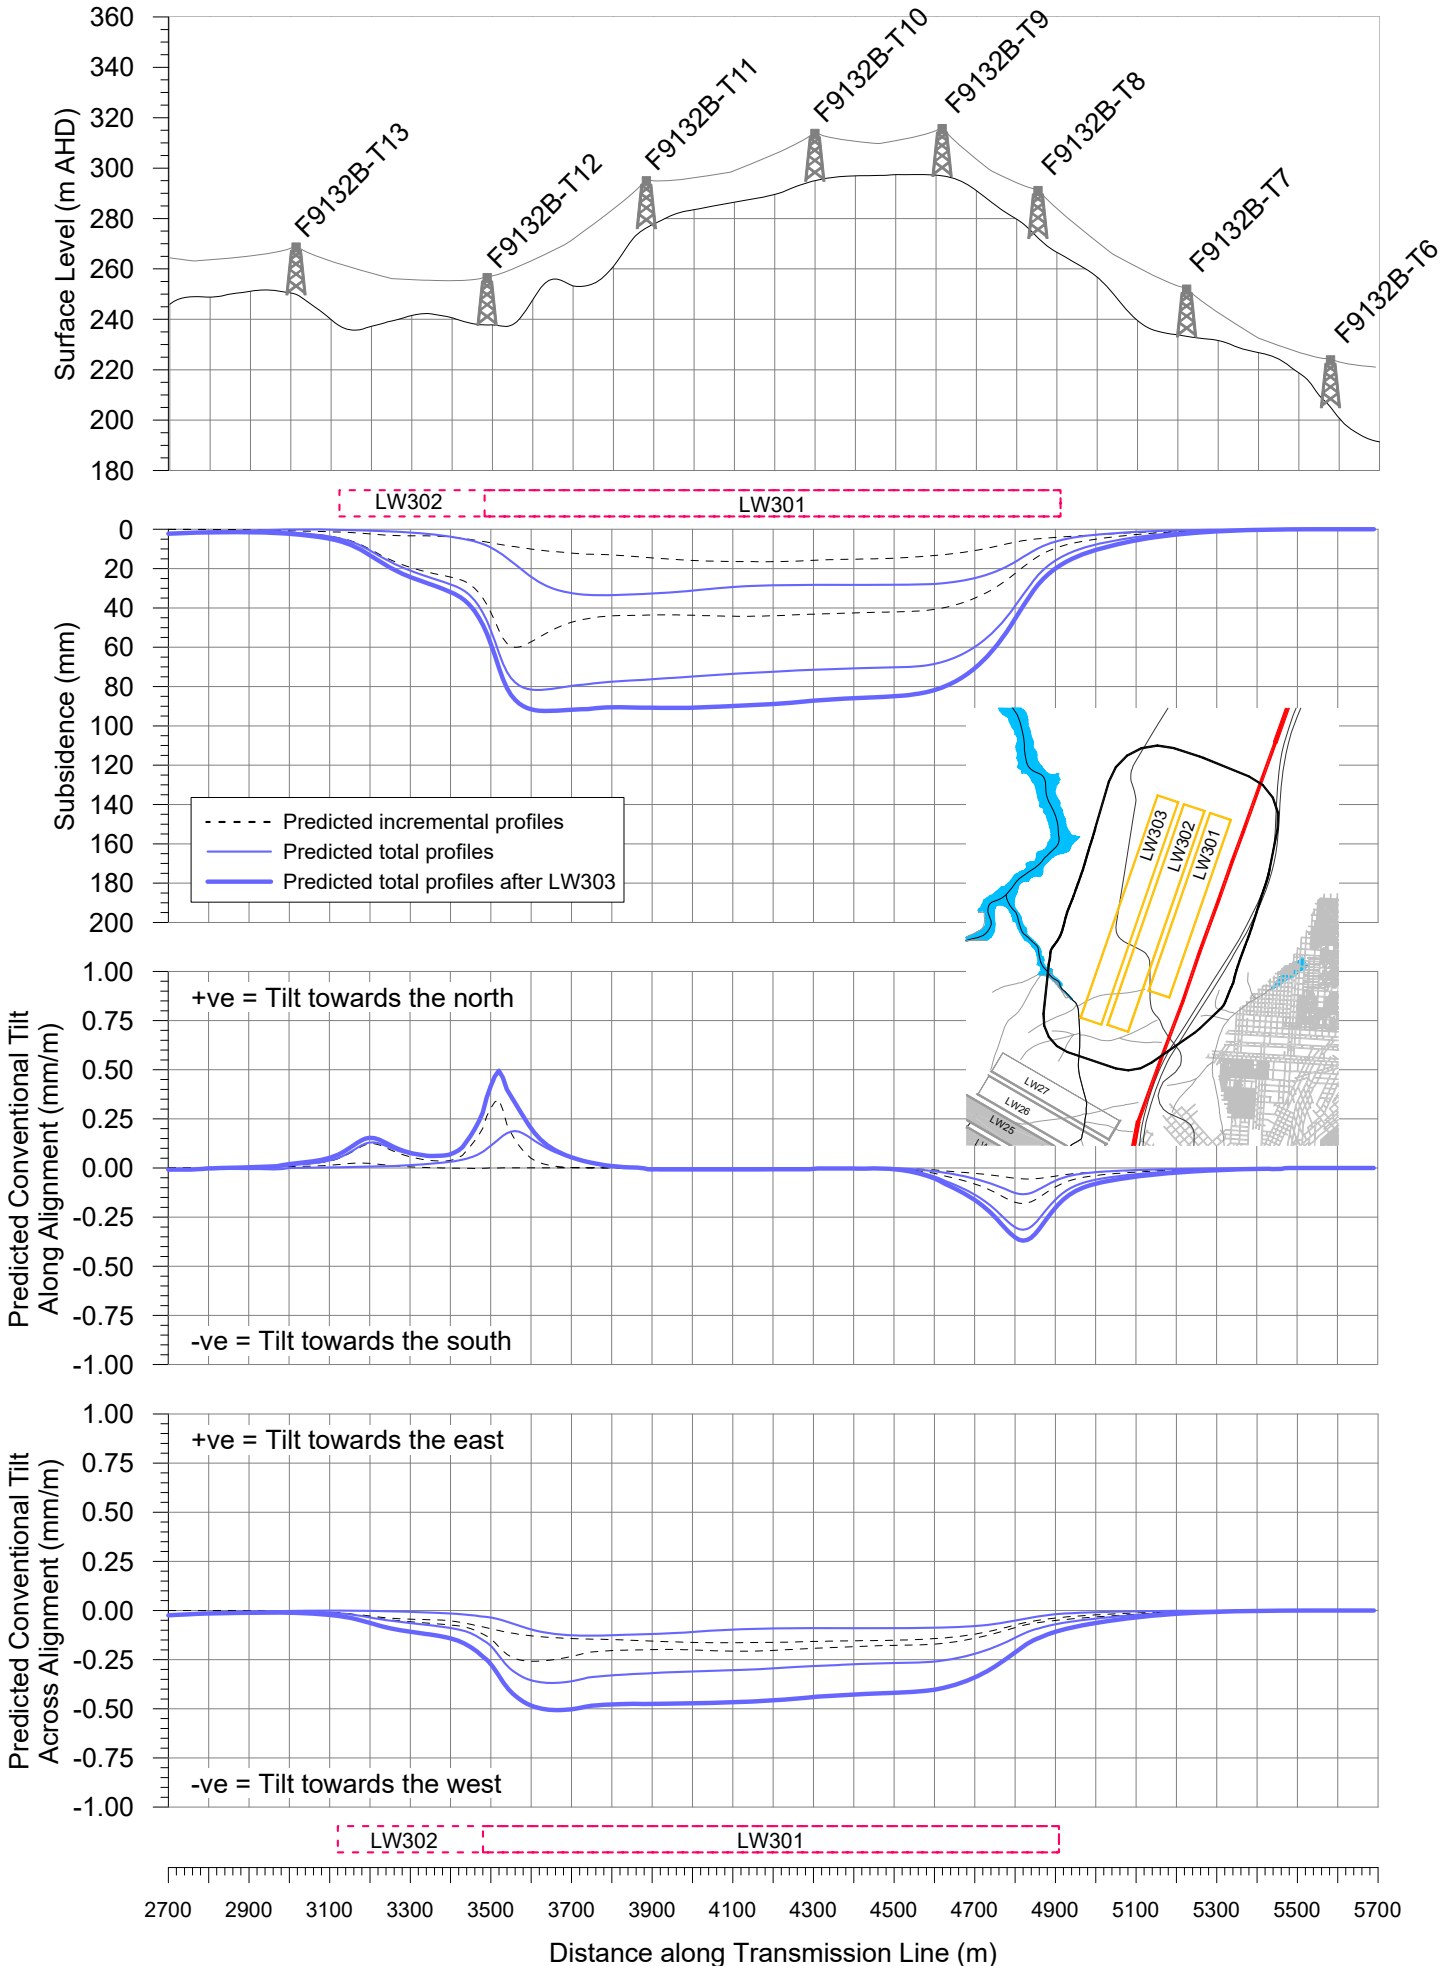 360
340
320
300
280
260
240
220
200
180
Surface Level (m AHD)
F9132B-T13
F9132B-T12
F9132B-T11
F9132B-T10
F9132B-T9
F9132B-T8
F9132B-T7
F9132B-T6
LW302
LW301
0
20
40
60
80
100
120
140
160
180
200
Subsidence (mm)
Predicted incremental profiles
Predicted total profiles
Predicted total profiles after LW303
LW303
LW302
LW301
LW27
LW26
LW25
1.00
0.75
0.50
0.25
0.00
-0.25
-0.50
-0.75
-1.00
Predicted Conventional Tilt
Along Alignment (mm/m)
+ve = Tilt towards the north
-ve = Tilt towards the south
1.00
0.75
0.50
0.25
0.00
-0.25
-0.50
-0.75
-1.00
Predicted Conventional Tilt
Across Alignment (mm/m)
+ve = Tilt towards the east
-ve = Tilt towards the west
LW302
LW301
2700 2900 3100 3300 3500 3700 3900 4100 4300 4500 4700 4900 5100 5300 5500 5700
Distance along Transmission Line (m)